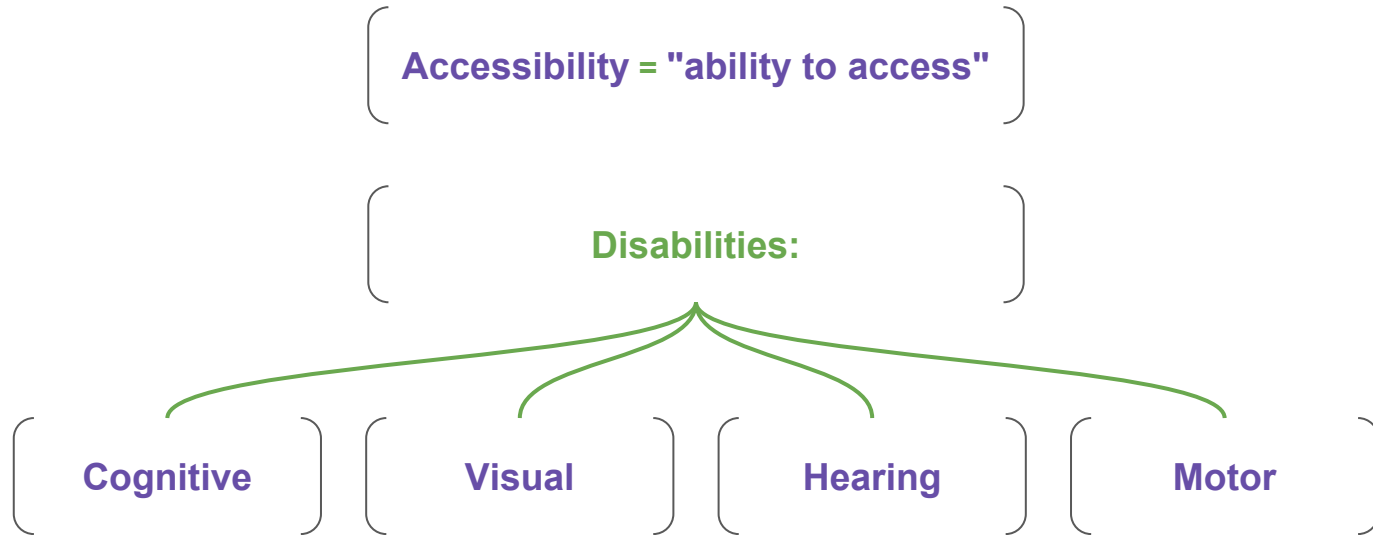 Accessibility = "ability to access"
Disabilities:
Cognitive
Visual
Hearing
Motor